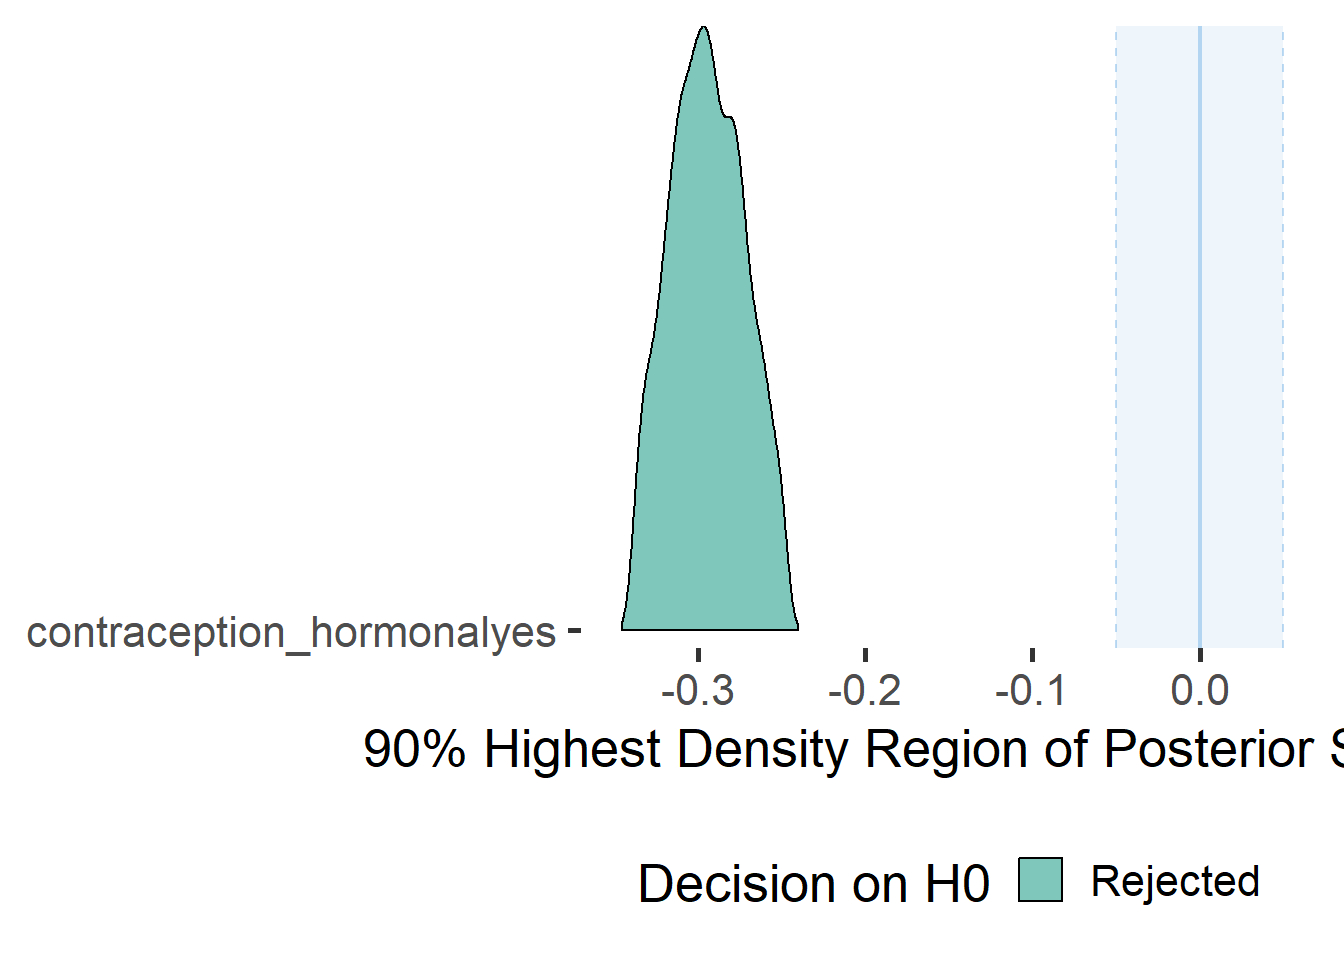 contraception_hormonalyes
-0.3 -0.2 -0.1 0.0
90% Highest Density Region of Posterior
Decision on H0 Rejected